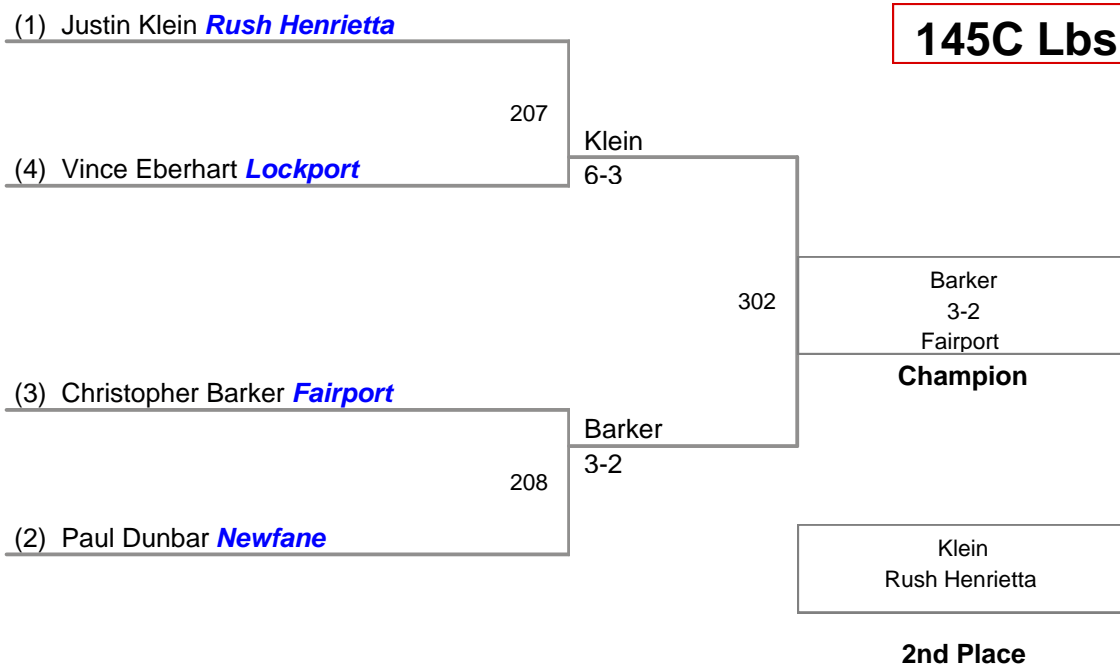 (1) Justin Klein Rush Henrietta
145C Lbs
207
Klein
(4) Vince Eberhart Lockport
6-3
302
Barker
3-2
Fairport
Champion
(3) Christopher Barker Fairport
Barker
3-2
208
(2) Paul Dunbar Newfane
Klein
Rush Henrietta
2nd Place